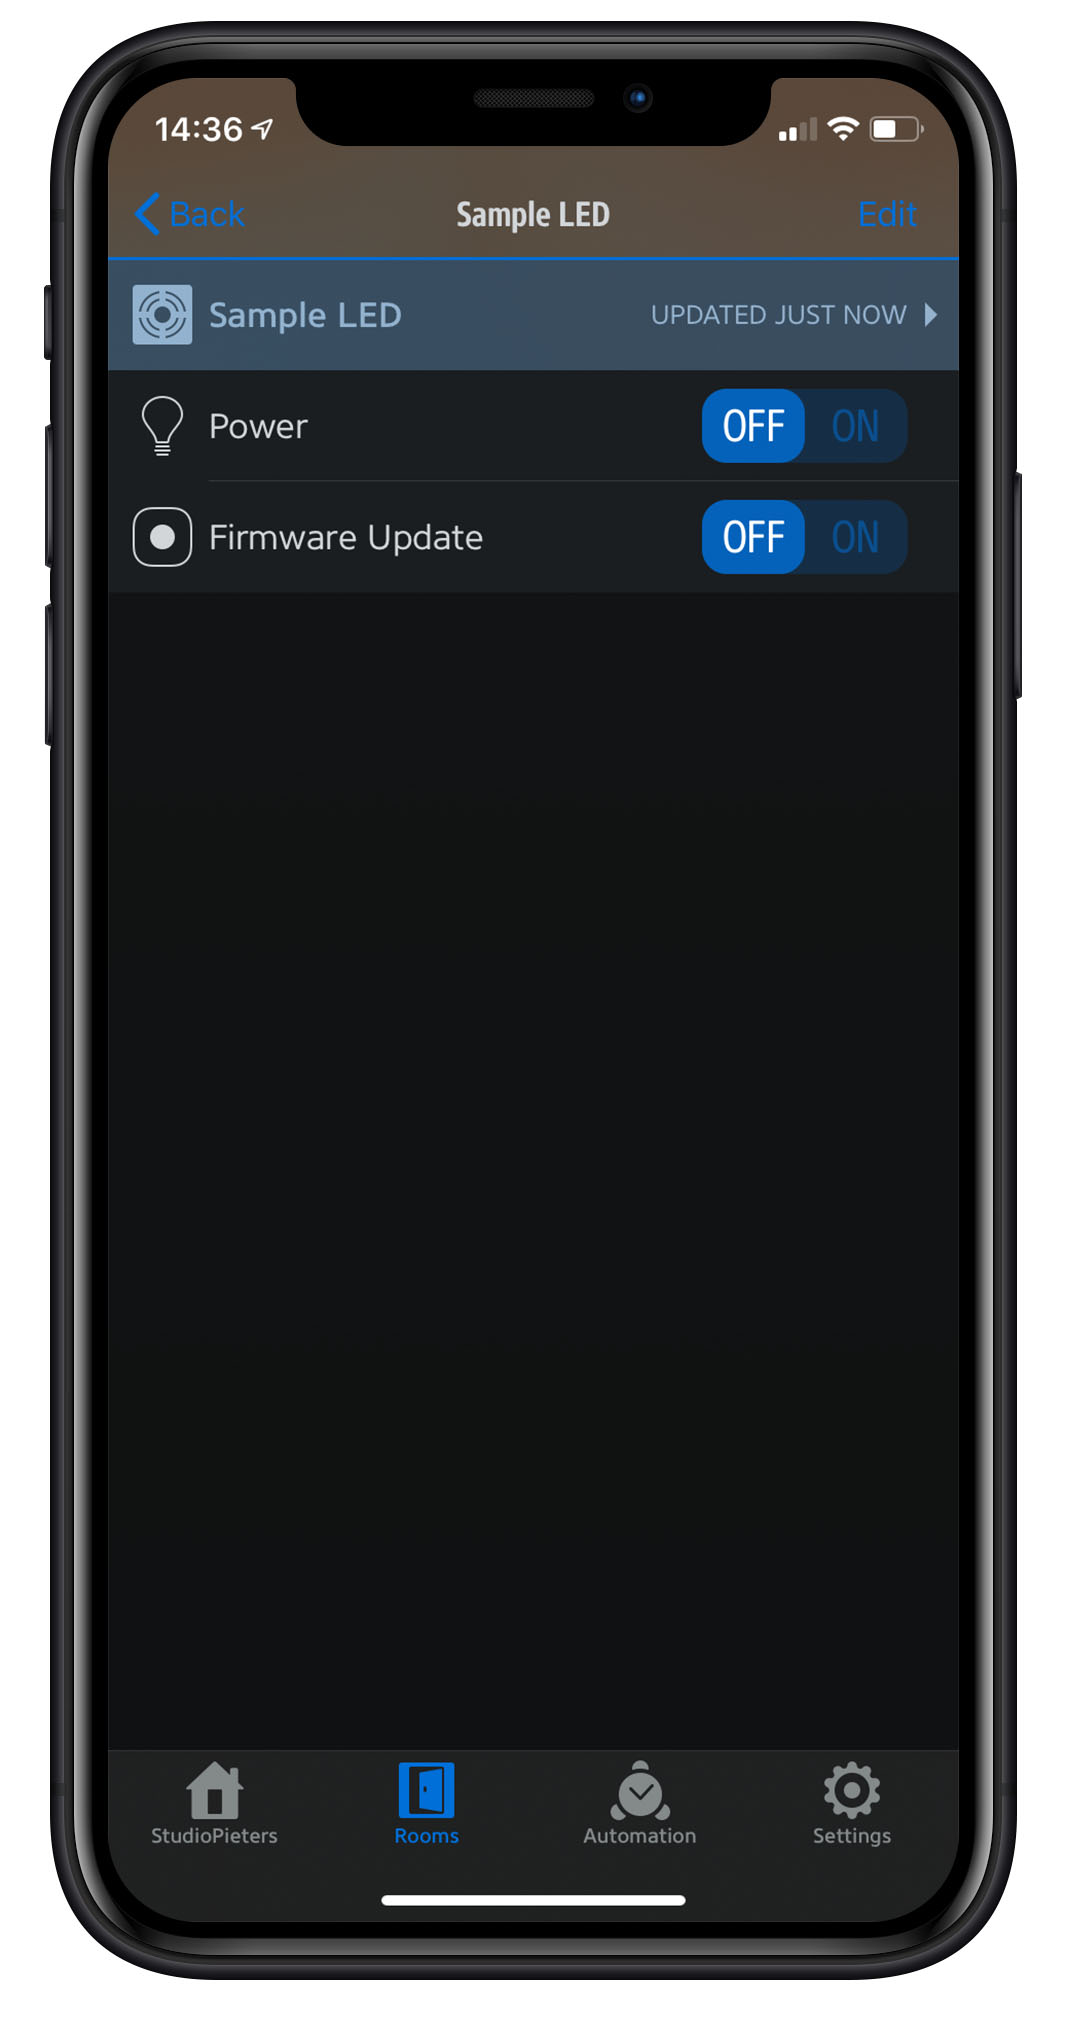 14:36
Back Sample LED Edit
Sample LED UPDATED JUST NOW
Power OFF ON
Firmware Update OFF ON
StudioPieters Rooms Automation Settings